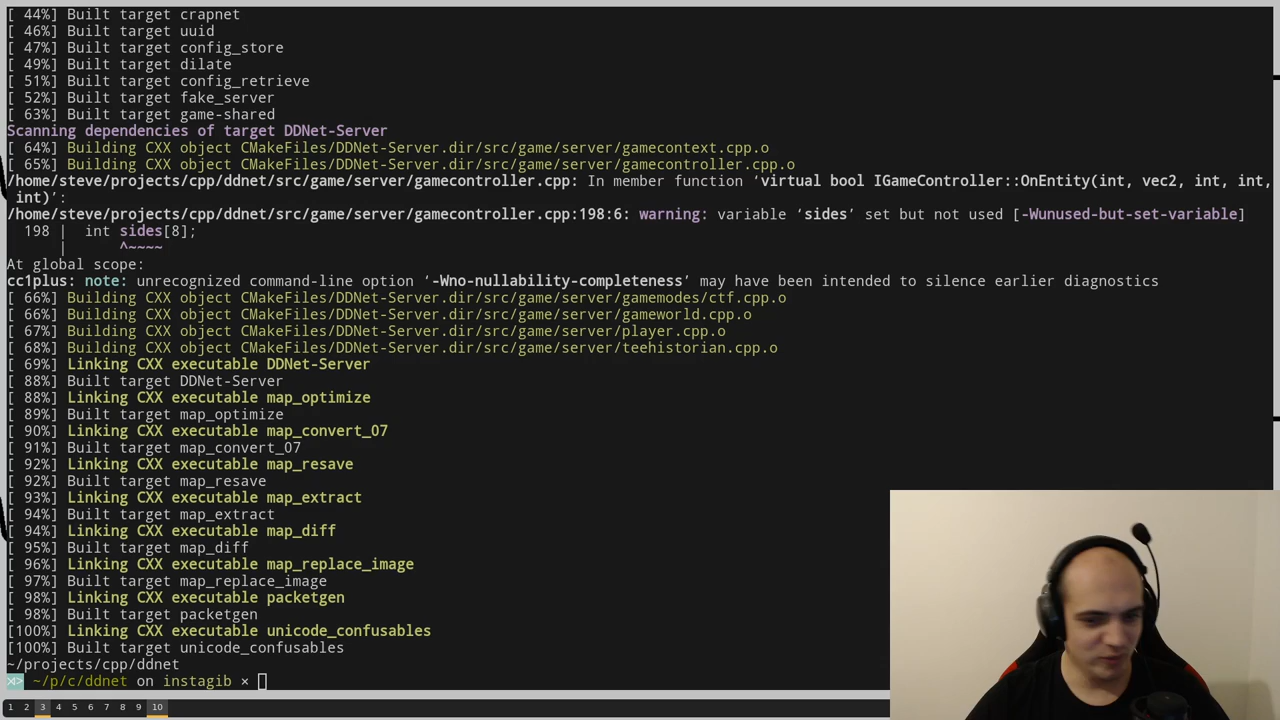 [ 44%] Built target crapnet
[ 46%] Built target uuid
[ 47%] Built target config_store
[ 49%] Built target dilate
[ 51%] Built target config_retrieve
[ 52%] Built target fake_server
[ 63%] Built target game-shared
Scanning dependencies of target DDNet-Server
[ 64%] Building CXX object CMakeFiles/DDNet-Server.dir/src/game/server/gamecontext.cpp.o
[ 65%] Building CXX object CMakeFiles/DDNet-Server.dir/src/game/server/gamecontroller.cpp.o
/home/steve/projects/cpp/ddnet/src/game/server/gamecontroller.cpp: In member function ‘virtual bool IGameController::OnEntity(int, vec2, int, int,
int)’:
/home/steve/projects/cpp/ddnet/src/game/server/gamecontroller.cpp:198:6: warning: variable ‘sides’ set but not used [-Wunused-but-set-variable]
198 |  int sides[8];
|      ^~~~~
At global scope:
cc1plus: note: unrecognized command-line option ‘-Wno-nullability-completeness’ may have been intended to silence earlier diagnostics
[ 66%] Building CXX object CMakeFiles/DDNet-Server.dir/src/game/server/gamemodes/ctf.cpp.o
[ 66%] Building CXX object CMakeFiles/DDNet-Server.dir/src/game/server/gameworld.cpp.o
[ 67%] Building CXX object CMakeFiles/DDNet-Server.dir/src/game/server/player.cpp.o
[ 68%] Building CXX object CMakeFiles/DDNet-Server.dir/src/game/server/teehistorian.cpp.o
[ 69%] Linking CXX executable DDNet-Server
[ 88%] Built target DDNet-Server
[ 88%] Linking CXX executable map_optimize
[ 89%] Built target map_optimize
[ 90%] Linking CXX executable map_convert_07
[ 91%] Built target map_convert_07
[ 92%] Linking CXX executable map_resave
[ 92%] Built target map_resave
[ 93%] Linking CXX executable map_extract
[ 94%] Built target map_extract
[ 94%] Linking CXX executable map_diff
[ 95%] Built target map_diff
[ 96%] Linking CXX executable map_replace_image
[ 97%] Built target map_replace_image
[ 98%] Linking CXX executable packetgen
[ 98%] Built target packetgen
[100%] Linking CXX executable unicode_confusables
[100%] Built target unicode_confusables
~/projects/cpp/ddnet
~/p/c/ddnet on instagib ×
1 2 3 4 5 6 7 8 9 10